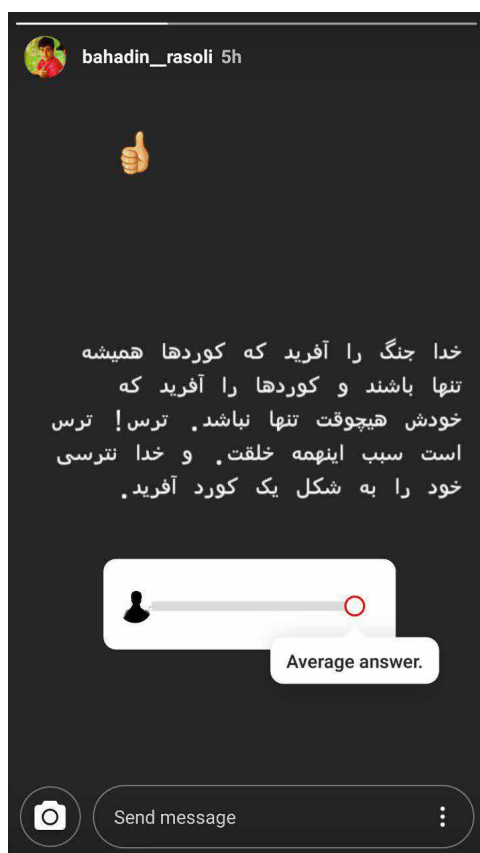 bahadin__rasoli 5h
خدا جنگ را آفرید که کوردها همیشه
تنها باشند و کوردها را آفرید که
خودش هیچوقت تنها نباشد. ترس! ترس
است سبب اینهمه خلقت. و خدا نترسی
خود را به شکل یک کورد آفرید.
Average answer.
Send message